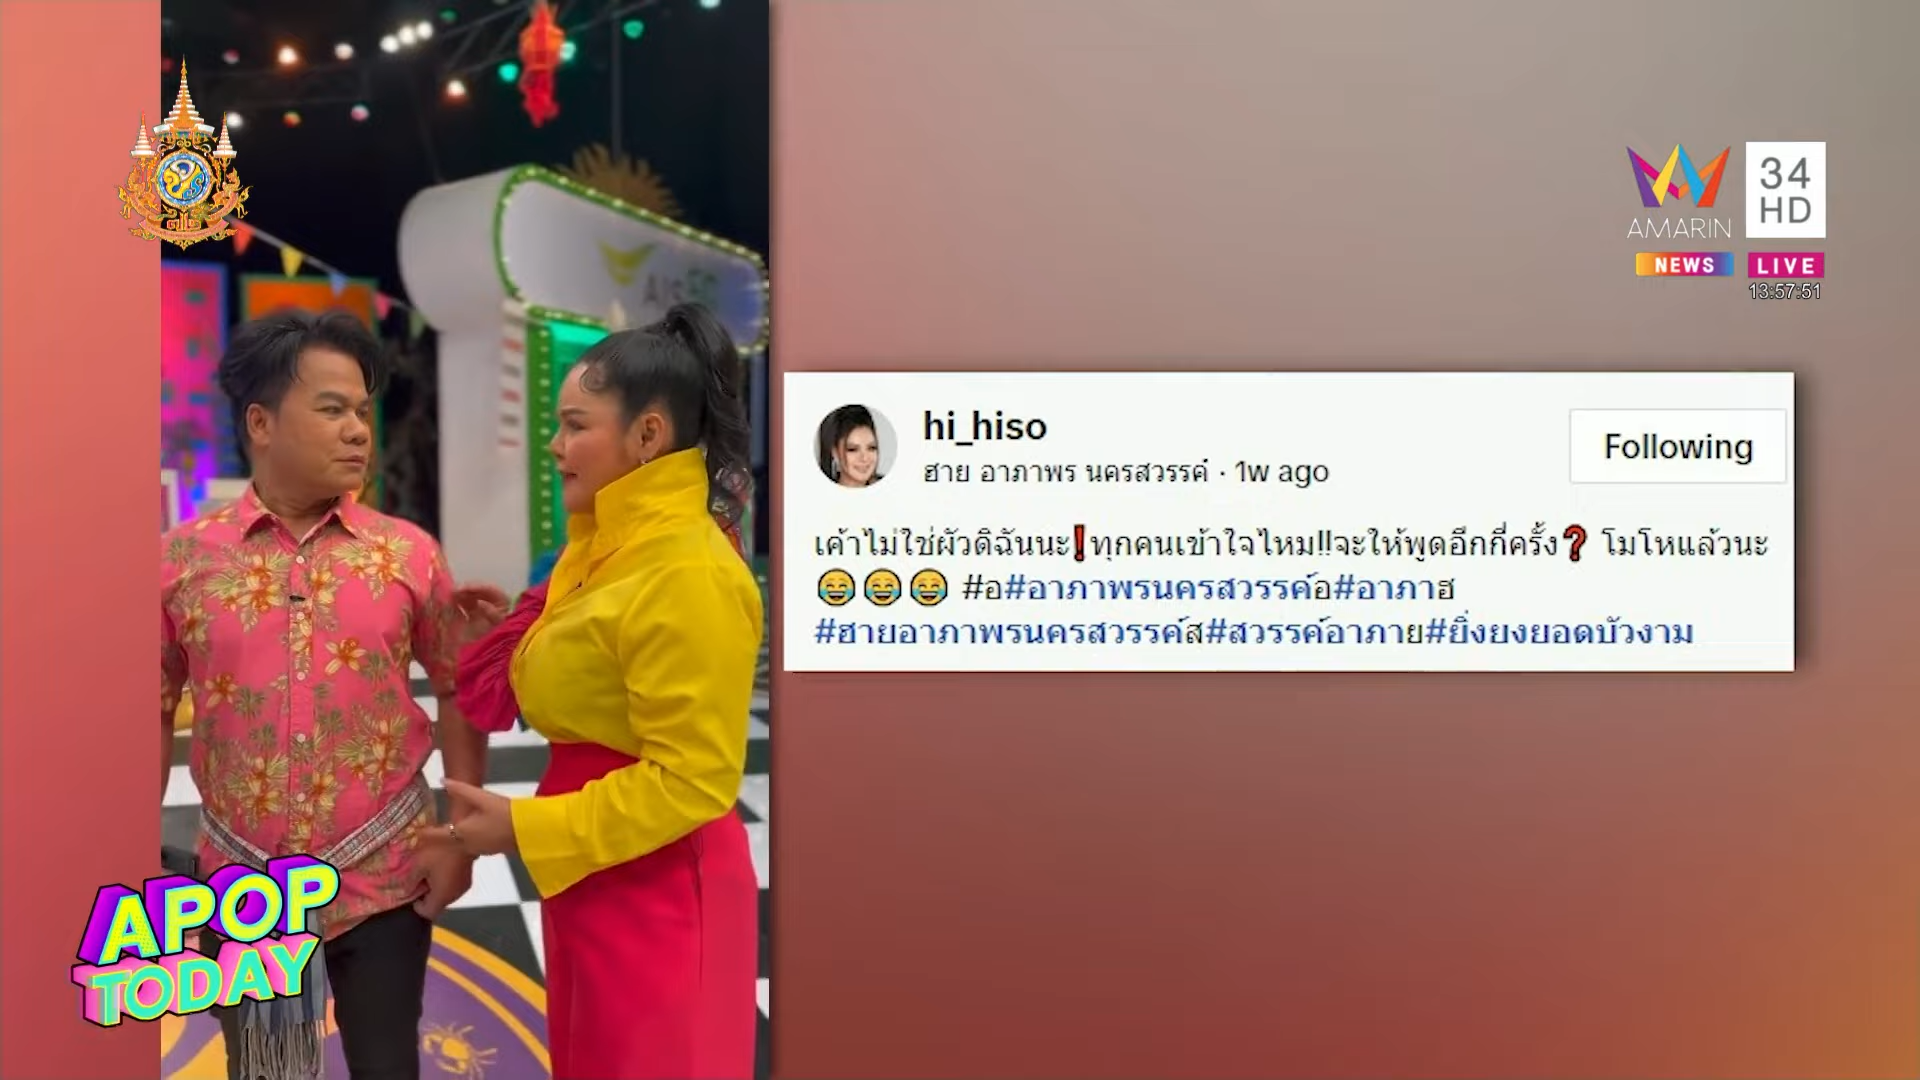 AIS 5G
AMARIN
34
HD
NEWS
LIVE
13:57:51
hi_hiso
Following
ฮาย อาภาพร นครสวรรค์ · 1w ago
เค้าไม่ใช่ผัวดิฉันนะ❗ทุกคนเข้าใจไหม!!จะให้พูดอีกกี่ครั้ง❓ โมโหแล้วนะ
😂😂😂 #อ#อาภาพรนครสวรรค์อ#อาภาฮ
#ฮายอาภาพรนครสวรรค์ส#สวรรค์อาภาย#ยิ่งยงยอดบัวงาม
APOP
TODAY